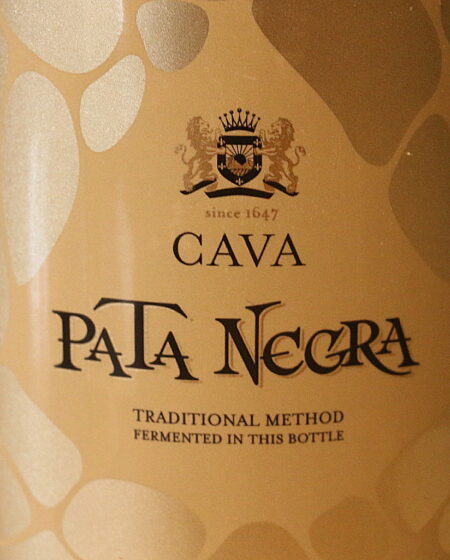 since 1647
CAVA
PATA NEGRA
TRADITIONAL METHOD
FERMENTED IN THIS BOTTLE